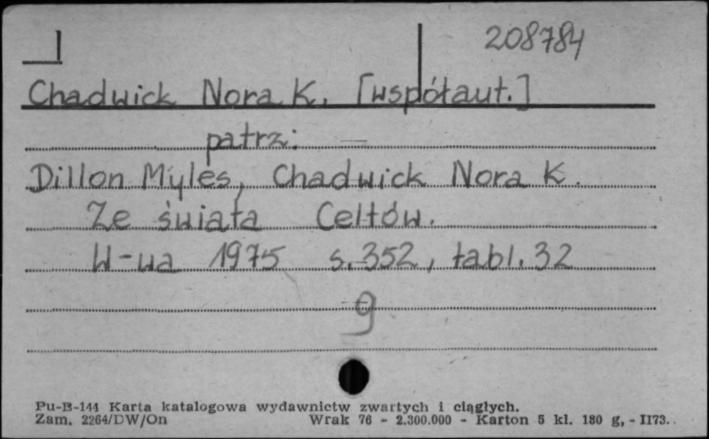 208784
Chadwick Nora K. [współaut.]
patrz:
Dillon Myles, Chadwick Nora K.
Ze świata Celtów.
W-wa 1975 s. 352, tabl. 32
9
Pu-B-144 Karta katalogowa wydawnictw zwartych i ciągłych.
Zam. 2264/DW/On Wrak 76 - 2.300.000 - Karton 5 kl. 180 g, - II73.